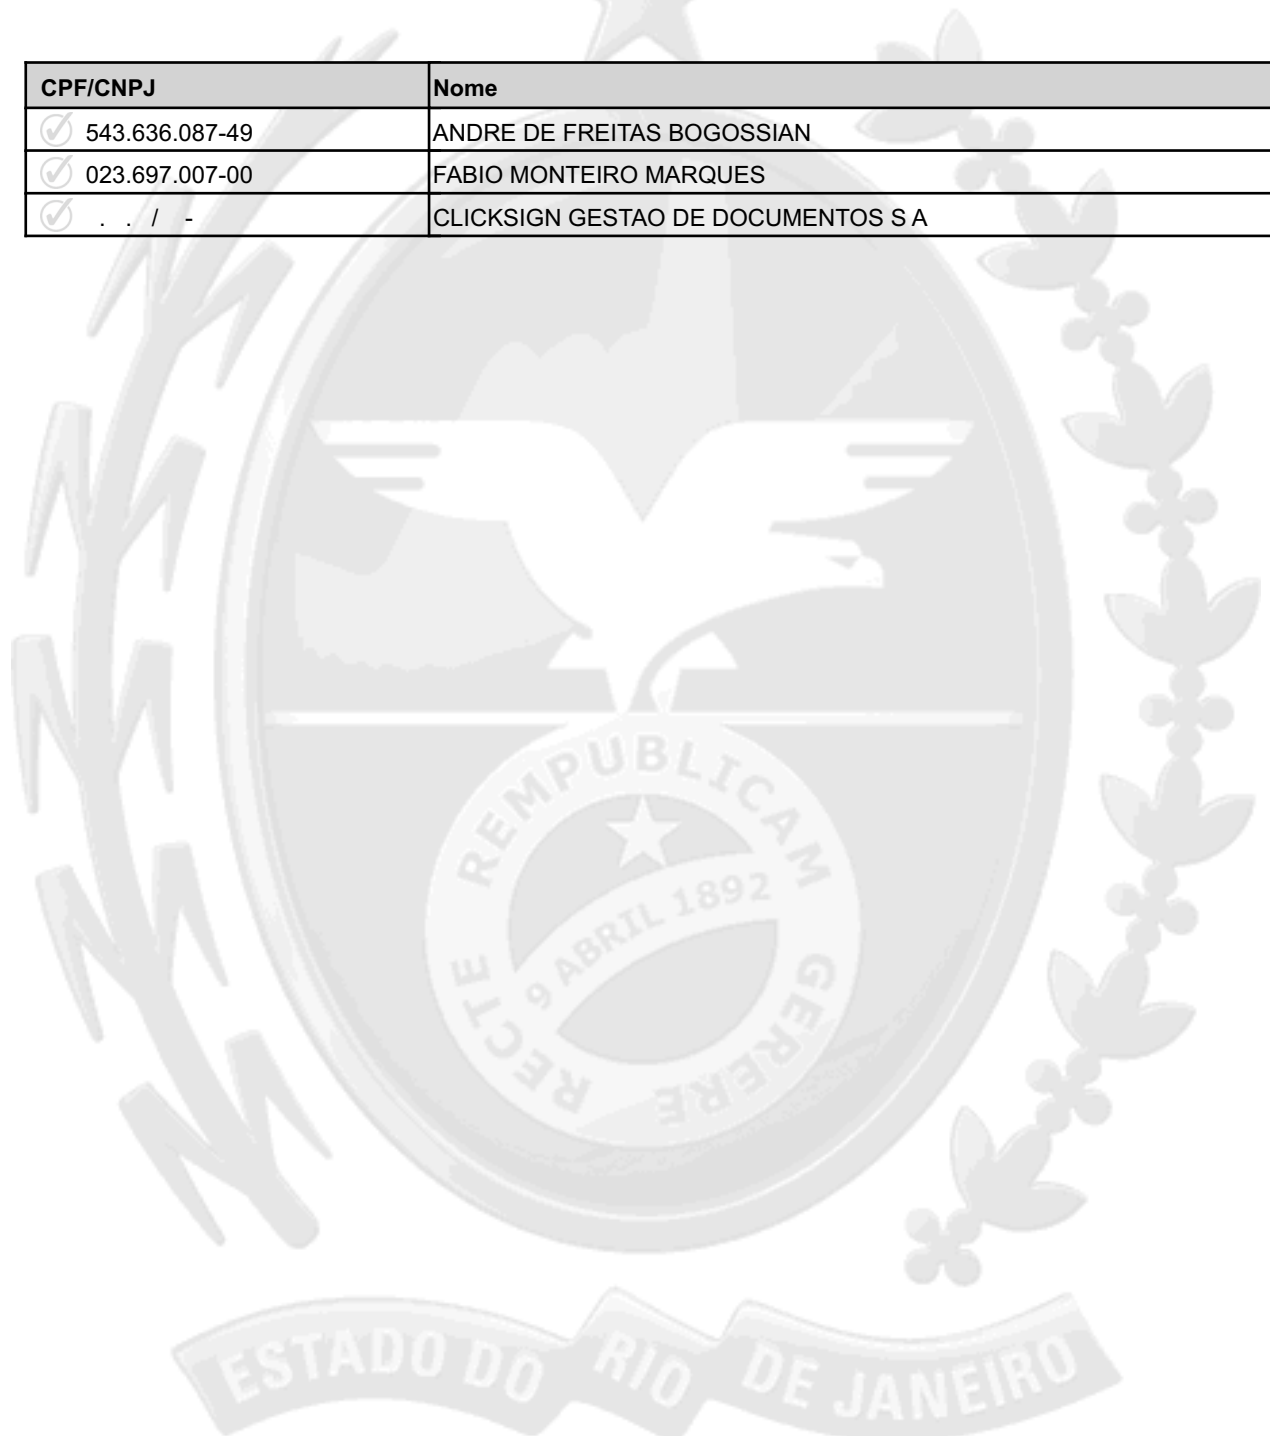 CPF/CNPJ Nome
543.636.087-49 ANDRE DE FREITAS BOGOSSIAN
023.697.007-00 FABIO MONTEIRO MARQUES
. . / - CLICKSIGN GESTAO DE DOCUMENTOS S A
RECTE REMPUBLICAM GERERE
9 ABRIL 1892
ESTADO DO RIO DE JANEIRO